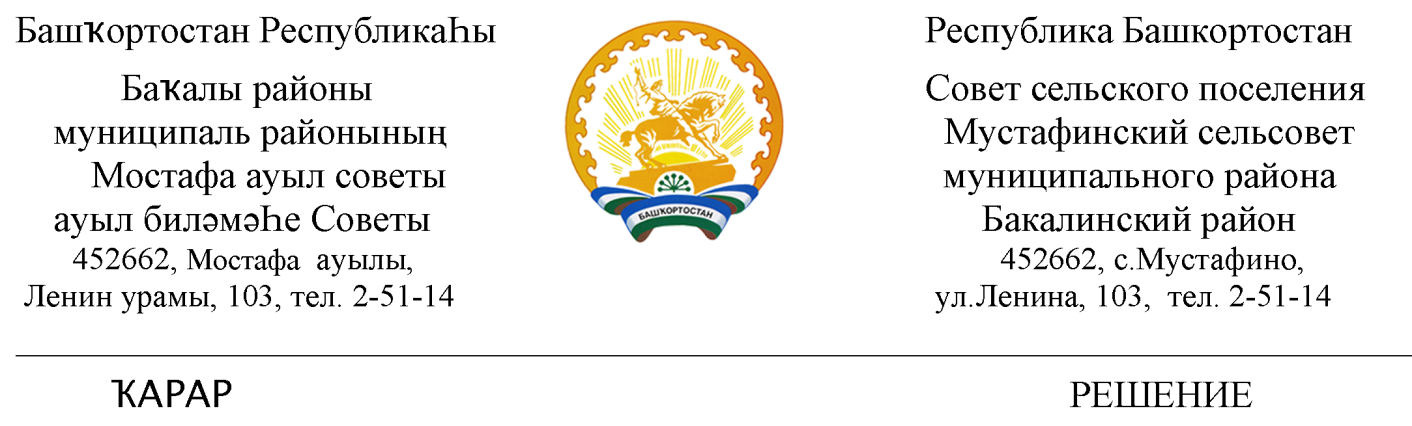 Башҡортостан Республикаһы
Баҡалы районы
муниципаль районының
Мостафа ауыл советы
ауыл биләмәһе Советы
452662, Мостафа ауылы,
Ленин урамы, 103, тел. 2-51-14
БАШҠОРТОСТАН
Республика Башкортостан
Совет сельского поселения
Мустафинский сельсовет
муниципального района
Бакалинский район
452662, с.Мустафино,
ул.Ленина, 103, тел. 2-51-14
ҠАРАР
РЕШЕНИЕ